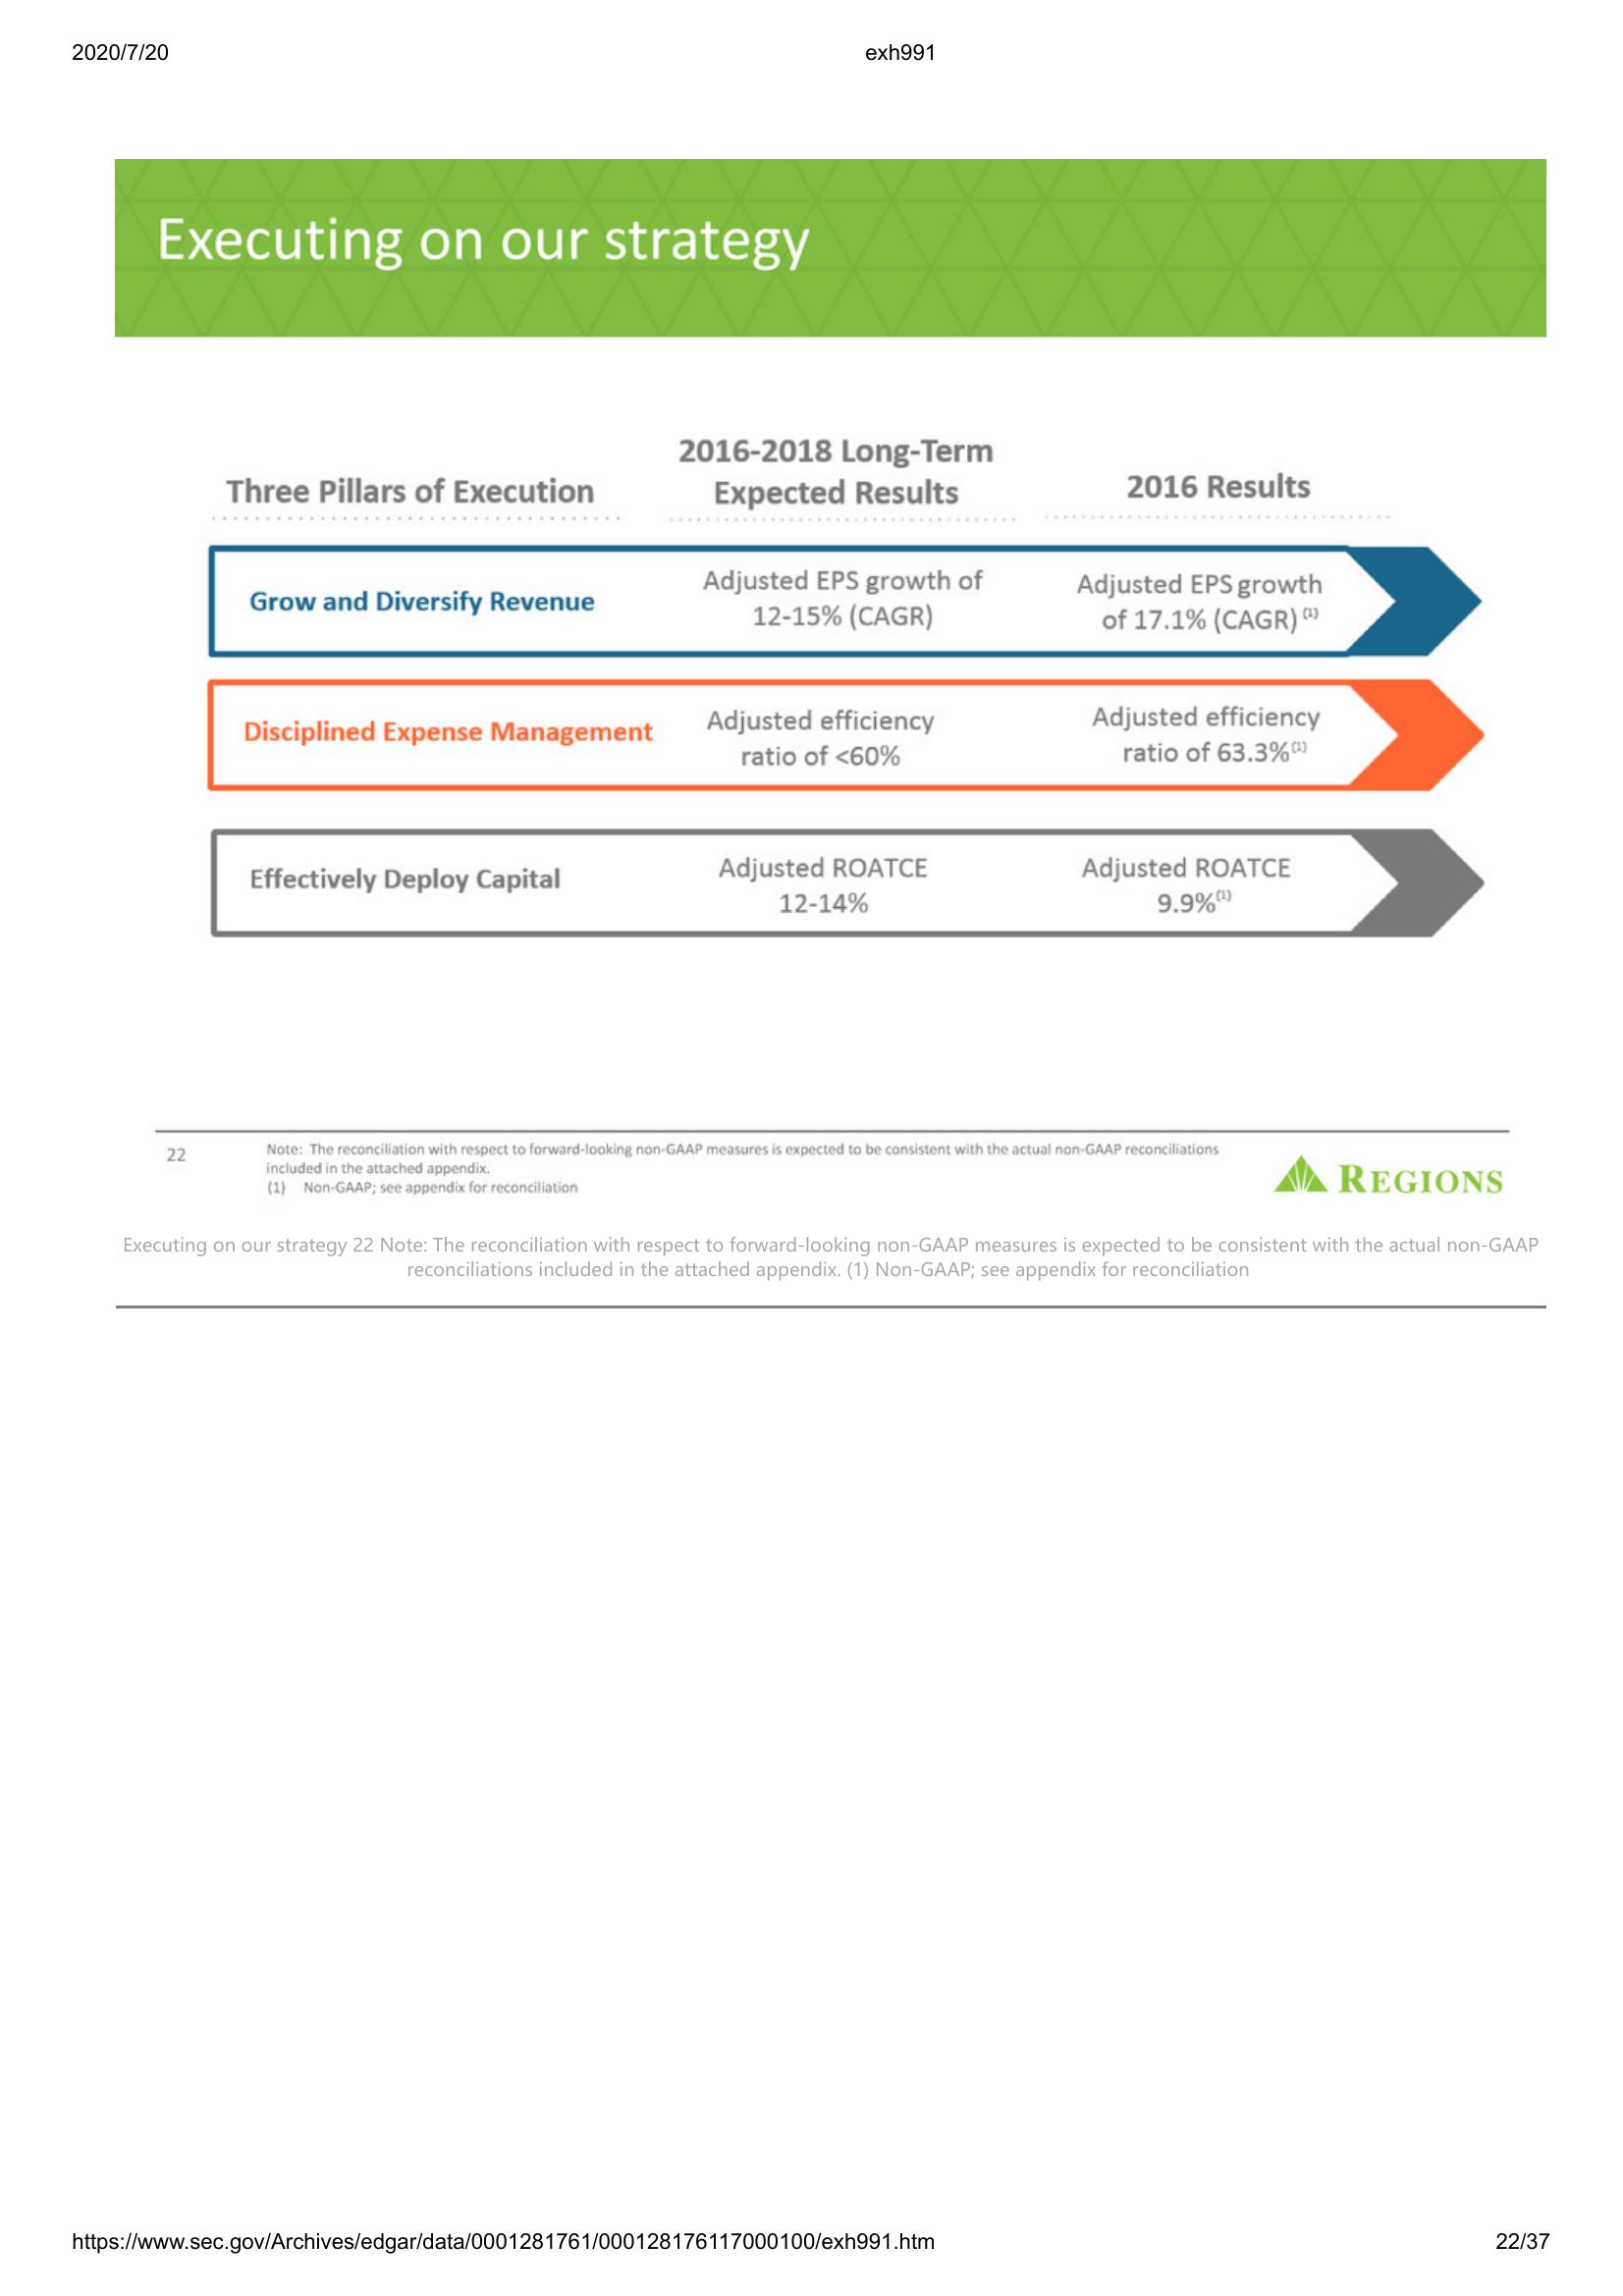 2020/7/20 exh991
Executing on our strategy
Three Pillars of Execution
2016-2018 Long-Term
Expected Results
2016 Results
Grow and Diversify Revenue
Adjusted EPS growth of
12-15% (CAGR)
Adjusted EPS growth
of 17.1% (CAGR) (1)
Disciplined Expense Management
Adjusted efficiency
ratio of <60%
Adjusted efficiency
ratio of 63.3%(1)
Effectively Deploy Capital
Adjusted ROATCE
12-14%
Adjusted ROATCE
9.9%(1)
22
Note: The reconciliation with respect to forward-looking non-GAAP measures is expected to be consistent with the actual non-GAAP reconciliations
included in the attached appendix.
(1) Non-GAAP; see appendix for reconciliation
REGIONS
Executing on our strategy 22 Note: The reconciliation with respect to forward-looking non-GAAP measures is expected to be consistent with the actual non-GAAP
reconciliations included in the attached appendix. (1) Non-GAAP; see appendix for reconciliation
https://www.sec.gov/Archives/edgar/data/0001281761/000128176117000100/exh991.htm 22/37